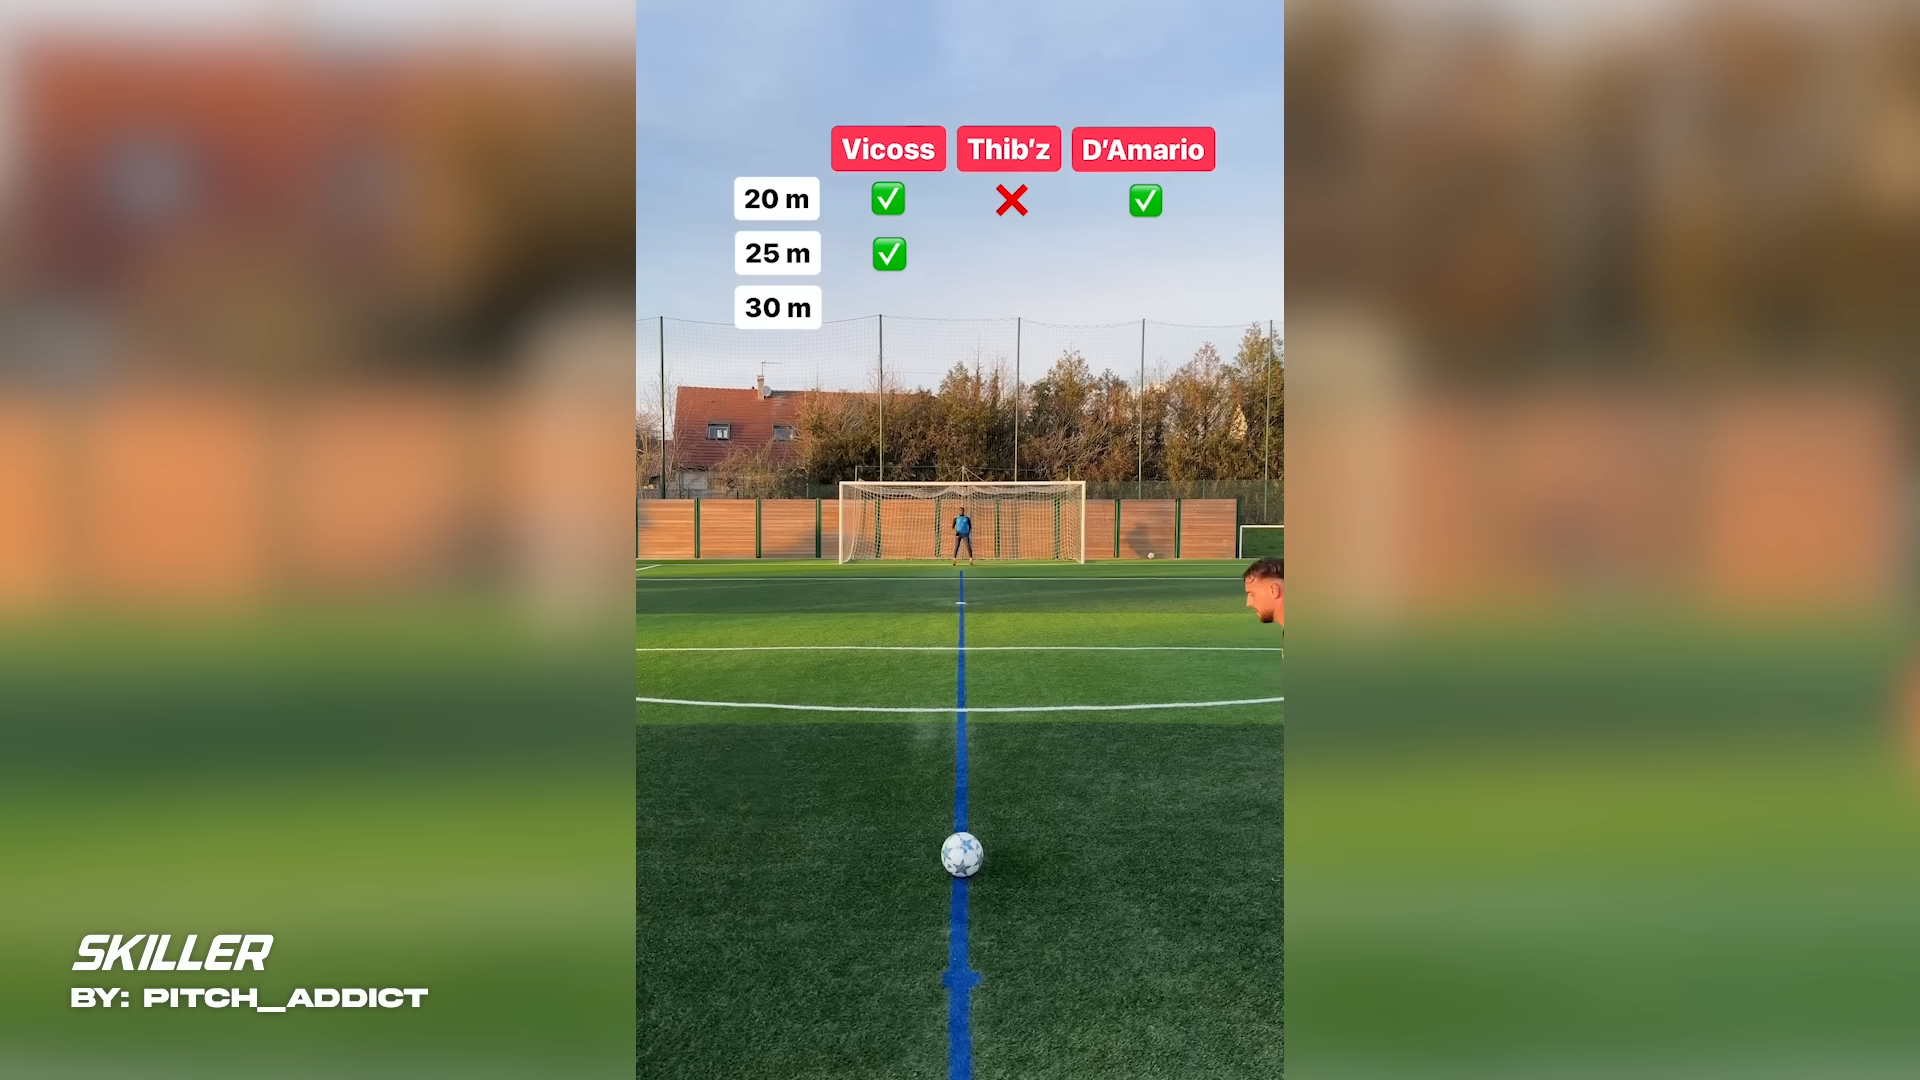 Vicoss Thib'z D'Amario
20 m ✅ ❌ ✅
25 m ✅
30 m
SKILLER
BY: PITCH_ADDICT